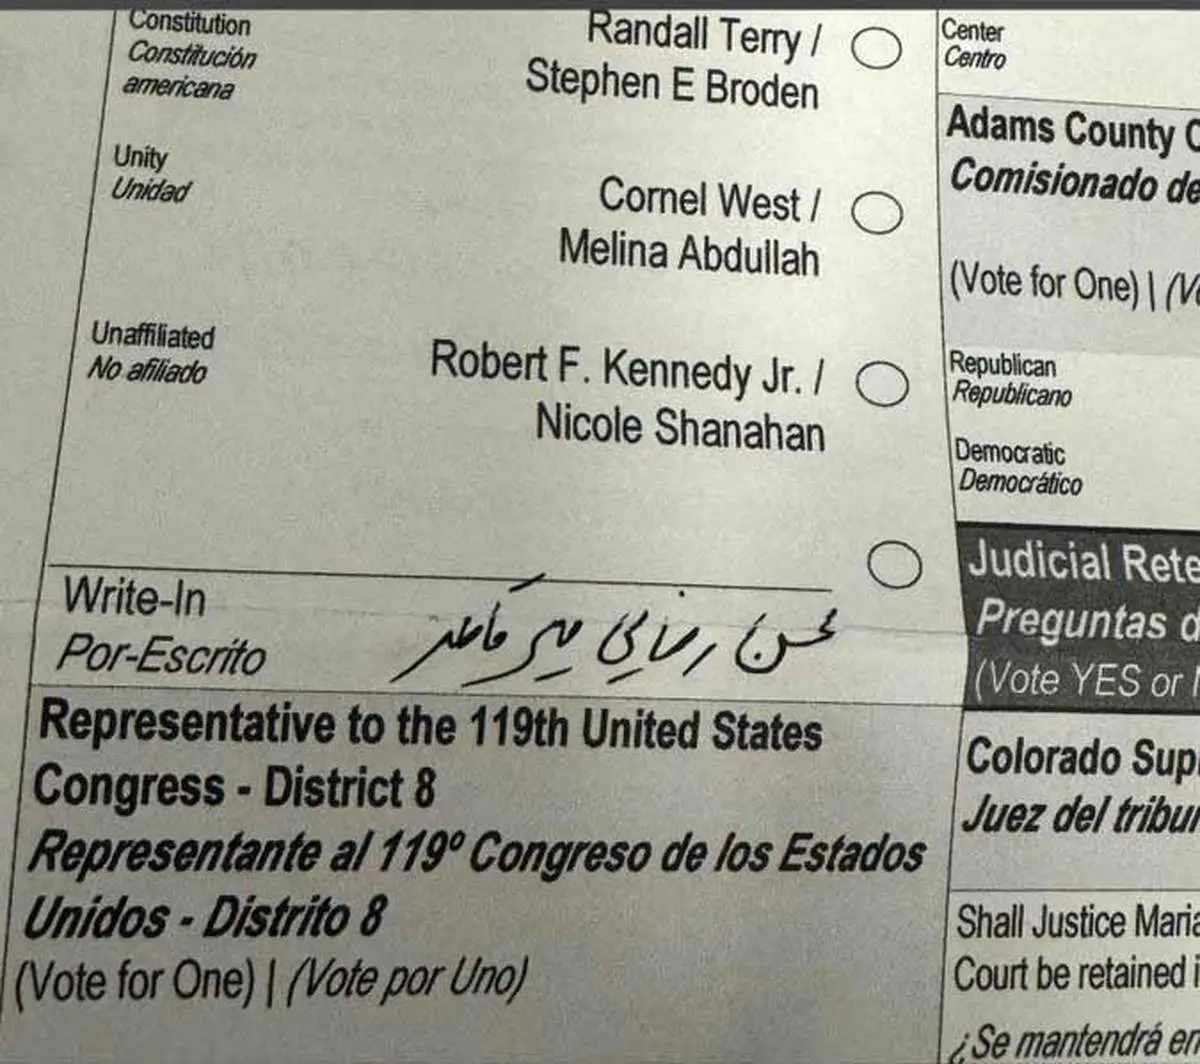 Constitution
Constitución
americana
Randall Terry /
Stephen E Broden
Unity
Unidad
Cornel West /
Melina Abdullah
Unaffiliated
No afiliado
Robert F. Kennedy Jr. /
Nicole Shanahan
Write-In
Por-Escrito
محسن رضایی میرقائد
Representative to the 119th United States
Congress - District 8
Representante al 119º Congreso de los Estados
Unidos - Distrito 8
(Vote for One) | (Vote por Uno)
Center
Centro
Adams County C
Comisionado de
(Vote for One) | (Vo
Republican
Republicano
Democratic
Democrático
Judicial Rete
Preguntas d
(Vote YES or N
Colorado Sup
Juez del tribun
Shall Justice Maria
Court be retained i
¿Se mantendrá en